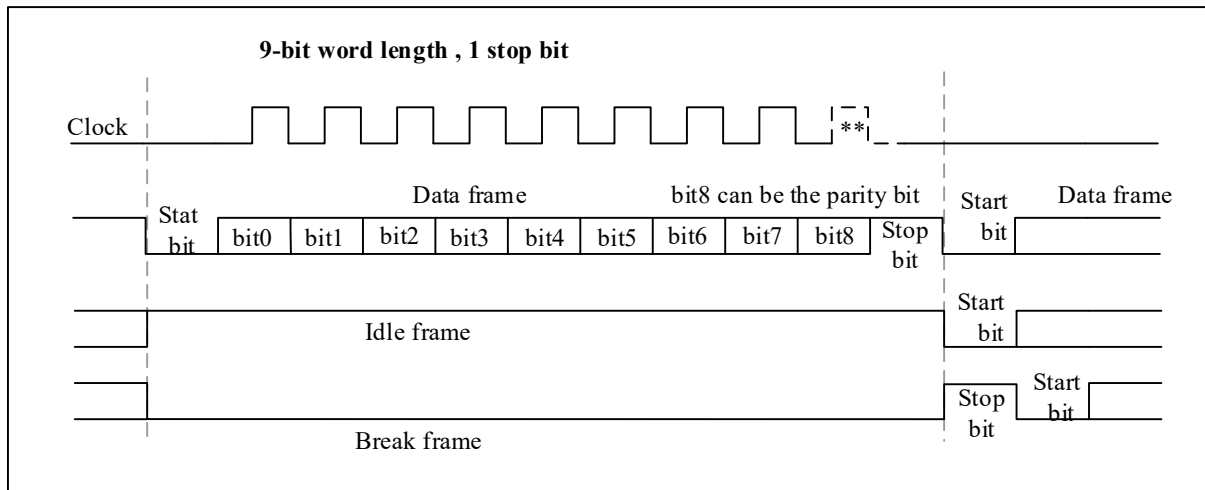 9-bit word length , 1 stop bit
Clock
**
Data frame
bit8 can be the parity bit
Data frame
Stat
bit
bit0
bit1
bit2
bit3
bit4
bit5
bit6
bit7
bit8
Stop
bit
Start
bit
Idle frame
Start
bit
Break frame
Stop
bit
Start
bit